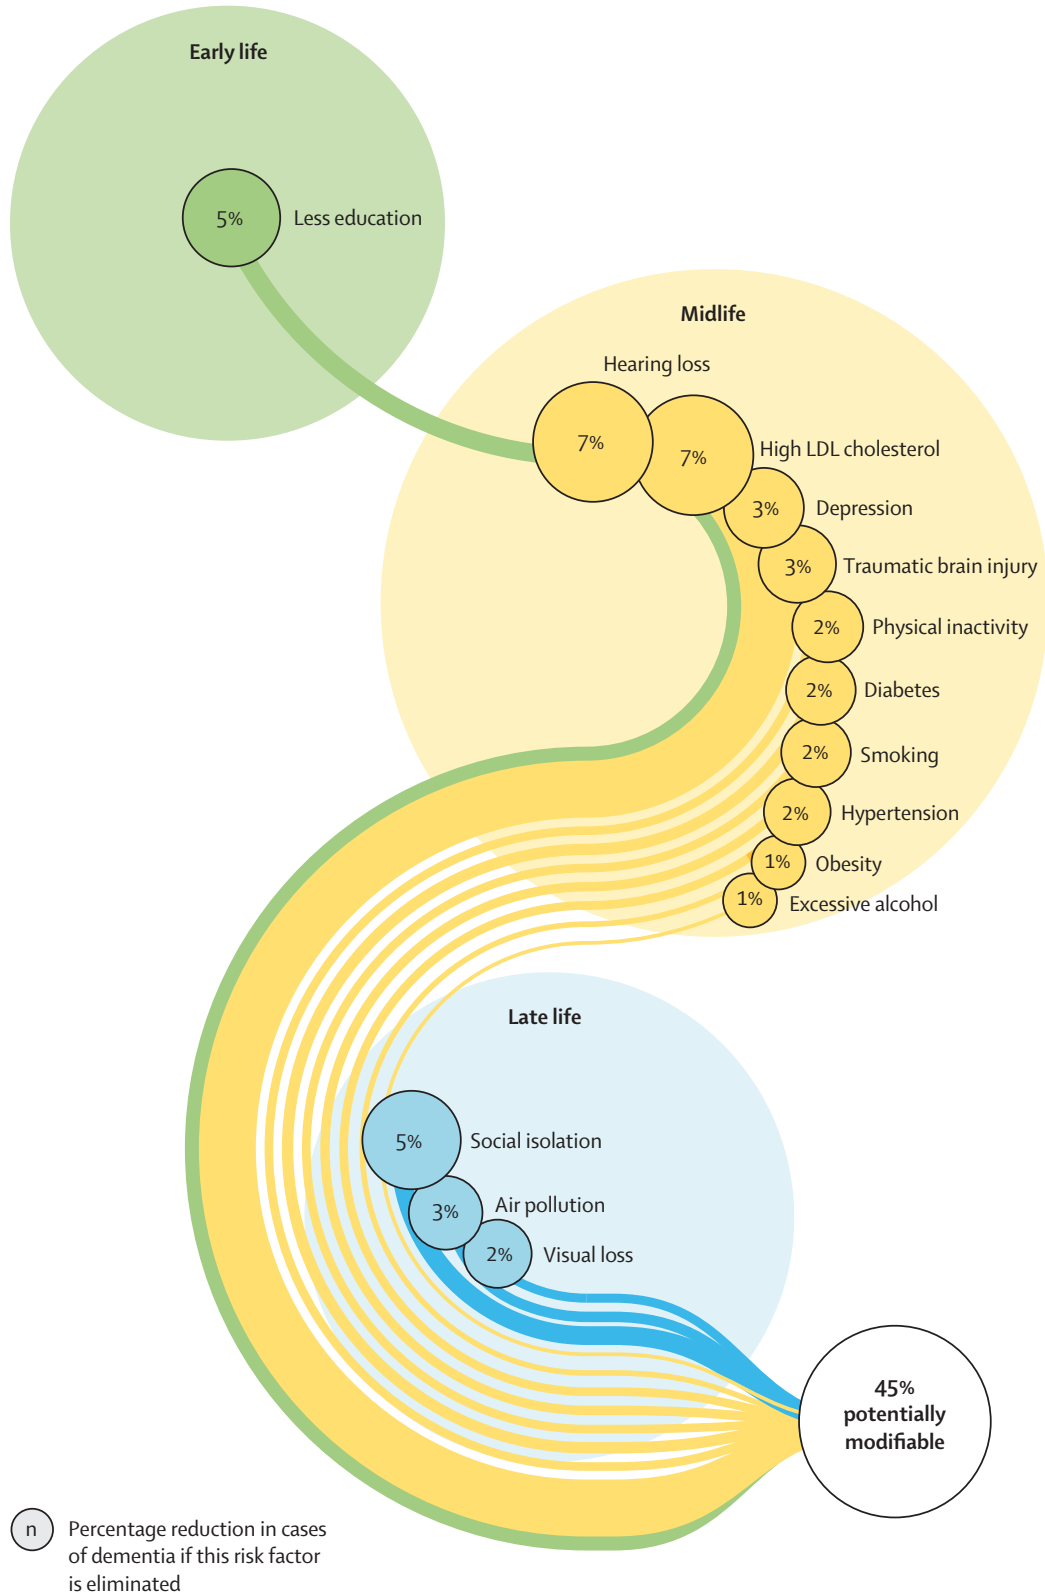 Early life
5%
Less education
Midlife
Hearing loss
7%
7%
High LDL cholesterol
3%
Depression
3%
Traumatic brain injury
2%
Physical inactivity
2%
Diabetes
2%
Smoking
2%
Hypertension
1%
Obesity
1%
Excessive alcohol
Late life
5%
Social isolation
3%
Air pollution
2%
Visual loss
45%
potentially
modifiable
n
Percentage reduction in cases
of dementia if this risk factor
is eliminated